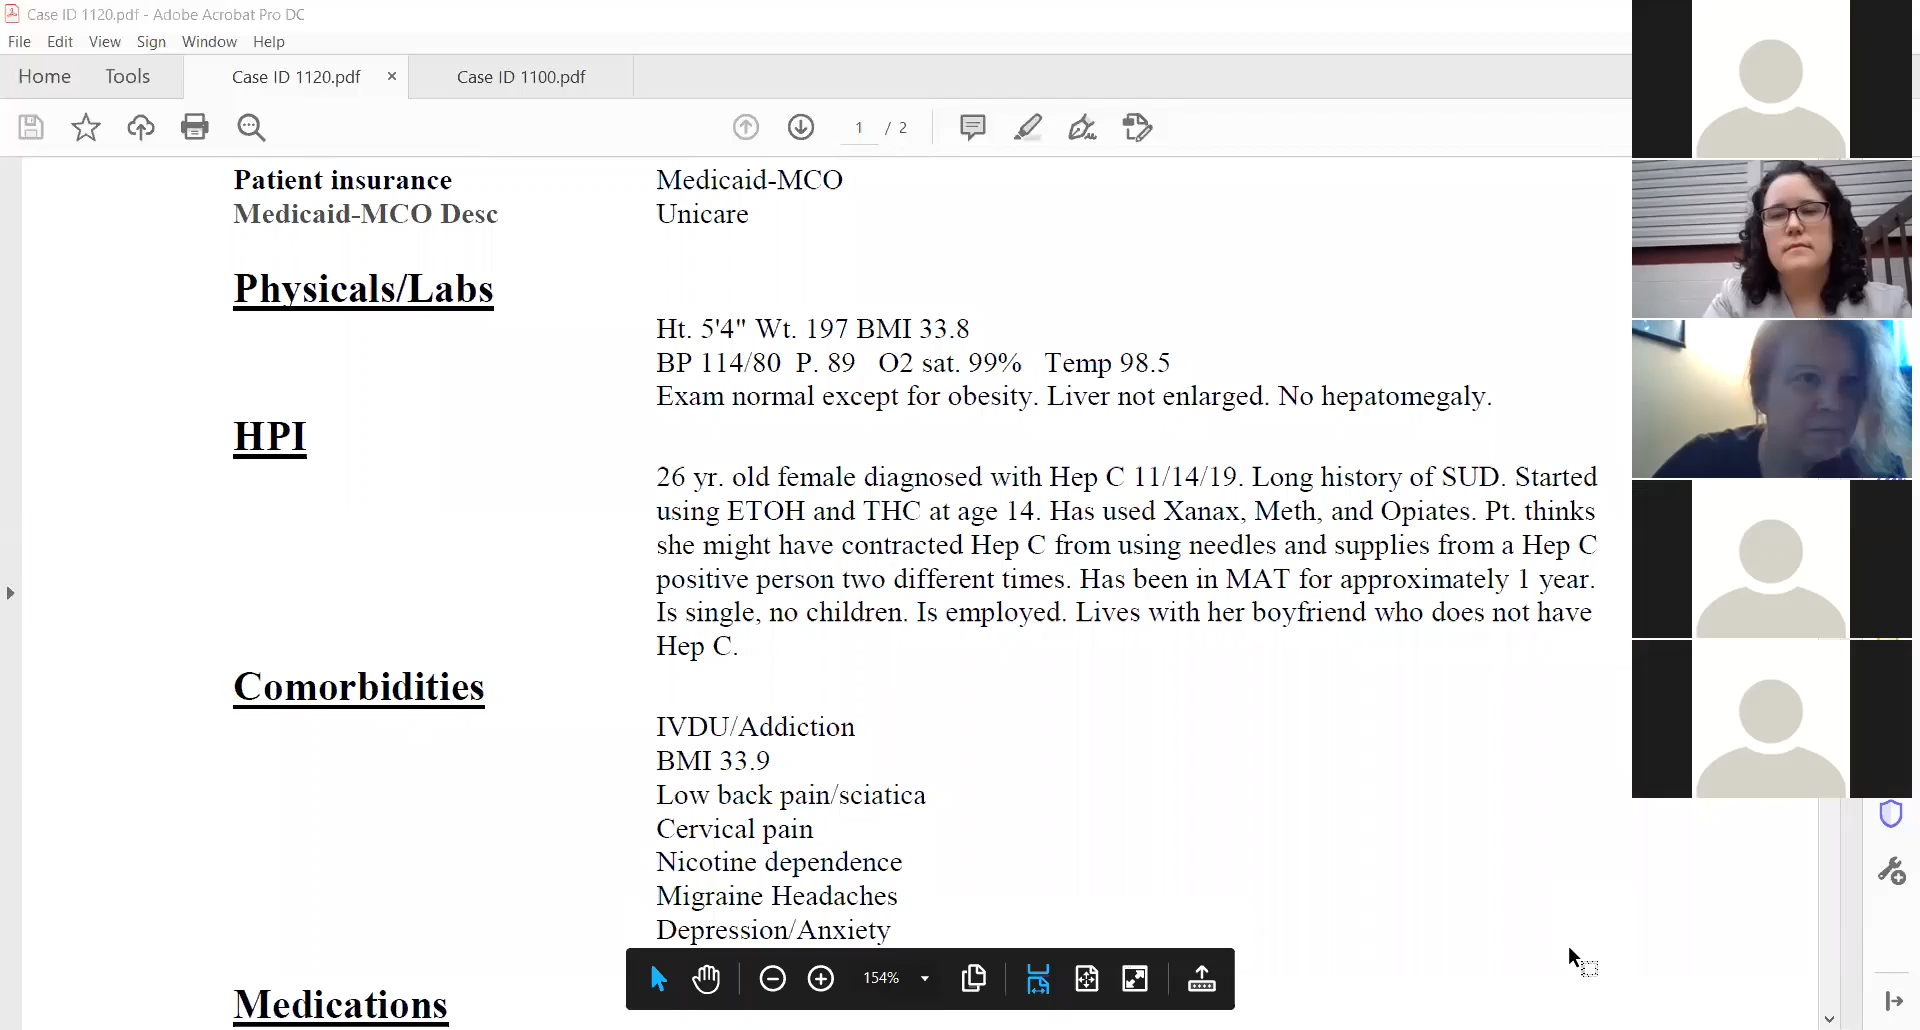 Case ID 1120.pdf - Adobe Acrobat Pro DC
File Edit View Sign Window Help
Home Tools Case ID 1120.pdf × Case ID 1100.pdf
1 / 2
Patient insurance Medicaid-MCO
Medicaid-MCO Desc Unicare
Physicals/Labs
Ht. 5'4" Wt. 197 BMI 33.8
BP 114/80 P. 89 O2 sat. 99% Temp 98.5
Exam normal except for obesity. Liver not enlarged. No hepatomegaly.
HPI
26 yr. old female diagnosed with Hep C 11/14/19. Long history of SUD. Started
using ETOH and THC at age 14. Has used Xanax, Meth, and Opiates. Pt. thinks
she might have contracted Hep C from using needles and supplies from a Hep C
positive person two different times. Has been in MAT for approximately 1 year.
Is single, no children. Is employed. Lives with her boyfriend who does not have
Hep C.
Comorbidities
IVDU/Addiction
BMI 33.9
Low back pain/sciatica
Cervical pain
Nicotine dependence
Migraine Headaches
Depression/Anxiety
154%
Medications